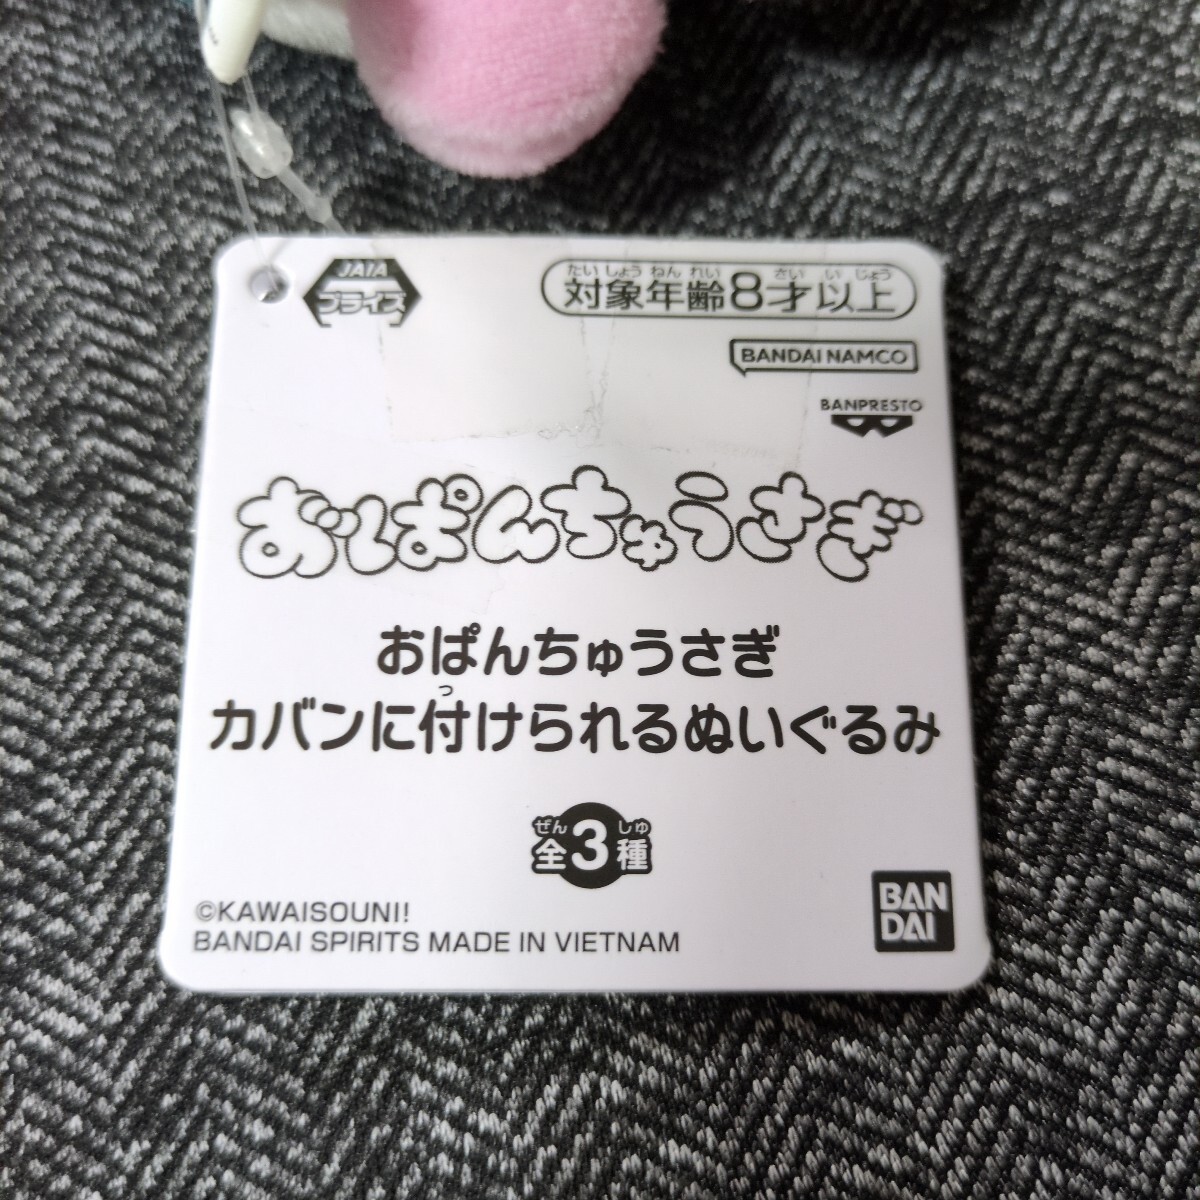 JAIA
プライズ
たいしょうねんれい さいいじょう
対象年齢8才以上
BANDAI NAMCO
BANPRESTO
おぱんちゅうさぎ
おぱんちゅうさぎ
っ
カバンに付けられるぬいぐるみ
ぜん しゅ
全3種
©KAWAISOUNI!
BANDAI SPIRITS MADE IN VIETNAM
BAN
DAI